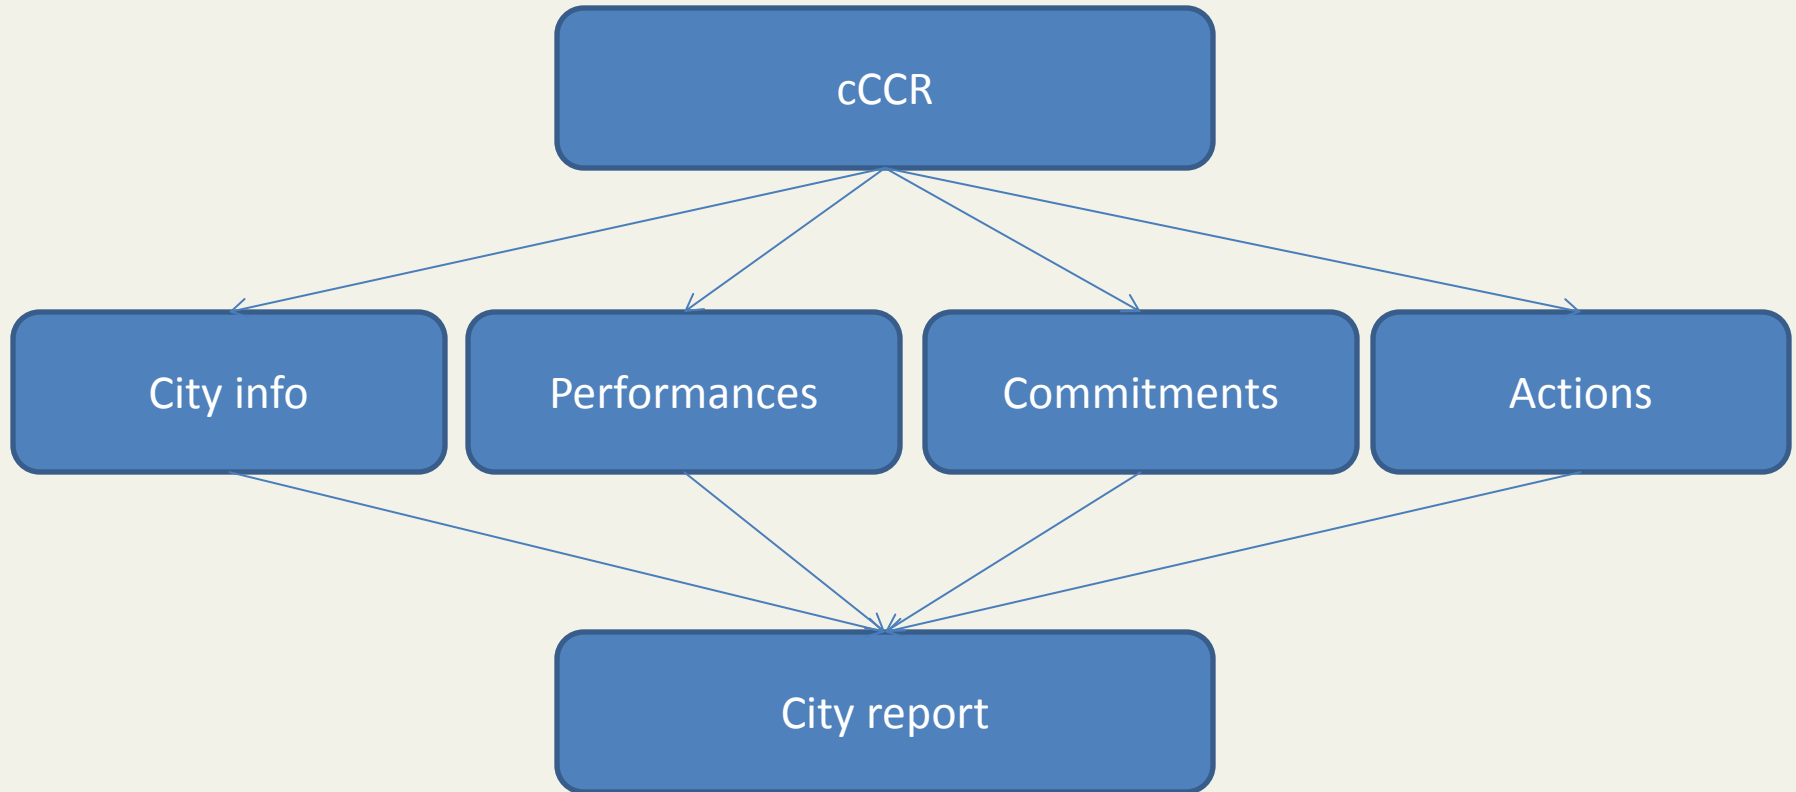 cCCR
City info
Performances
Commitments
Actions
City report